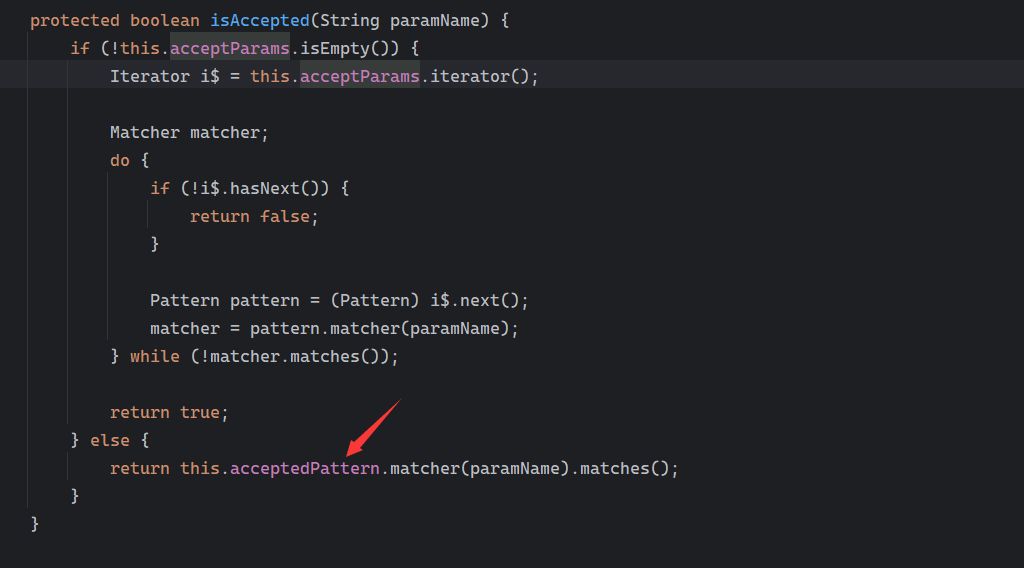 protected boolean isAccepted(String paramName) {
if (!this.acceptParams.isEmpty()) {
Iterator i$ = this.acceptParams.iterator();
Matcher matcher;
do {
if (!i$.hasNext()) {
return false;
}
Pattern pattern = (Pattern) i$.next();
matcher = pattern.matcher(paramName);
} while (!matcher.matches());
return true;
} else {
return this.acceptedPattern.matcher(paramName).matches();
}
}